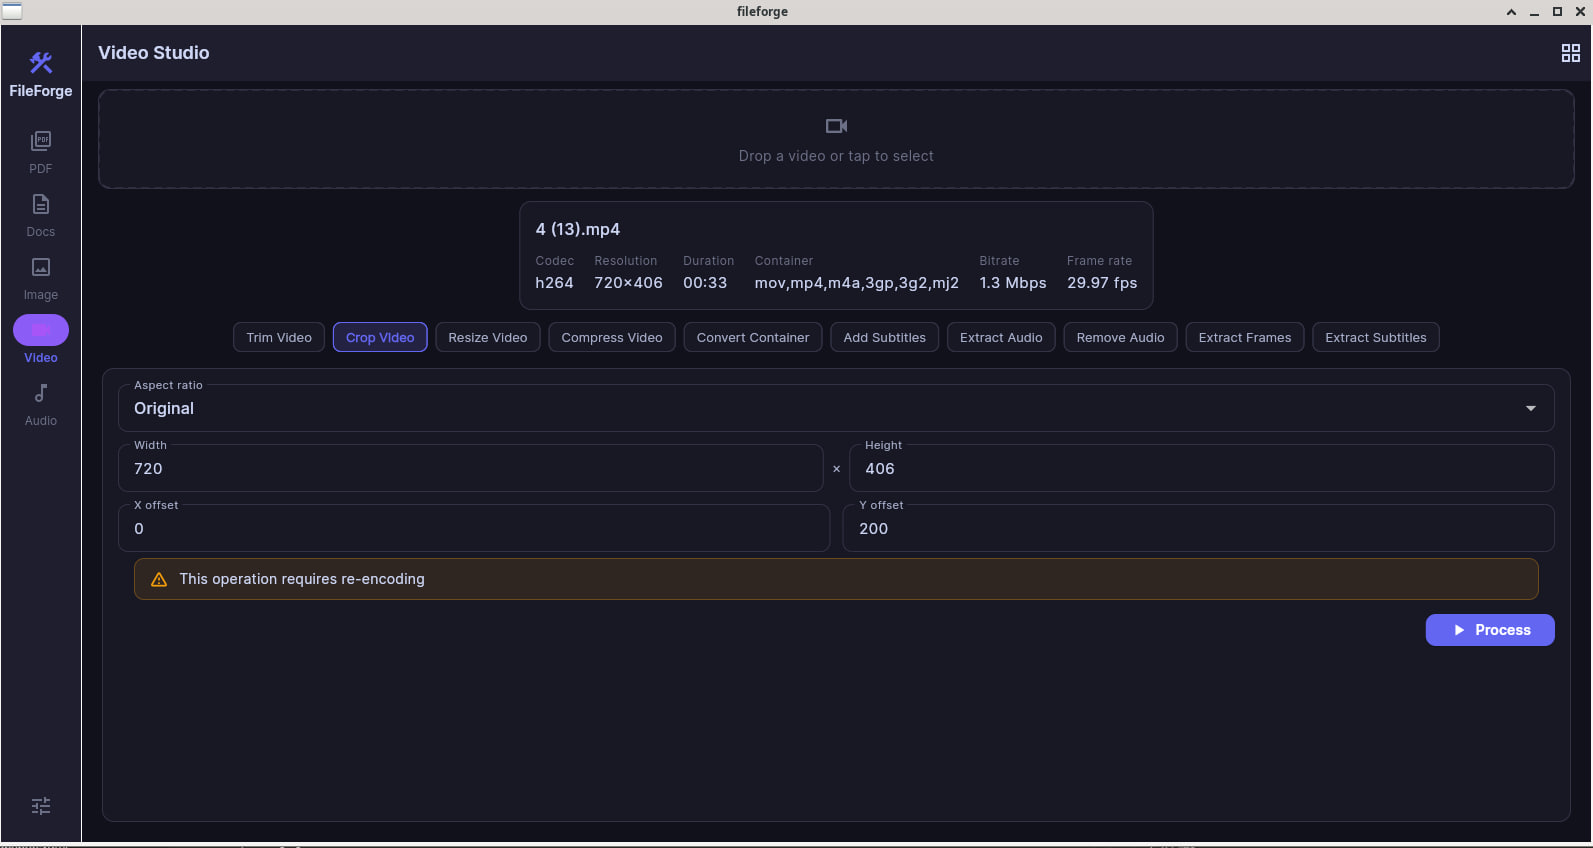 fileforge
FileForge
PDF
PDF
Docs
Image
Video
Audio
Video Studio
Drop a video or tap to select
4 (13).mp4
Codec Resolution Duration Container Bitrate Frame rate
h264 720×406 00:33 mov,mp4,m4a,3gp,3g2,mj2 1.3 Mbps 29.97 fps
Trim Video Crop Video Resize Video Compress Video Convert Container Add Subtitles Extract Audio Remove Audio Extract Frames Extract Subtitles
Aspect ratio
Original
Width Height
720 × 406
X offset Y offset
0 200
This operation requires re-encoding
Process